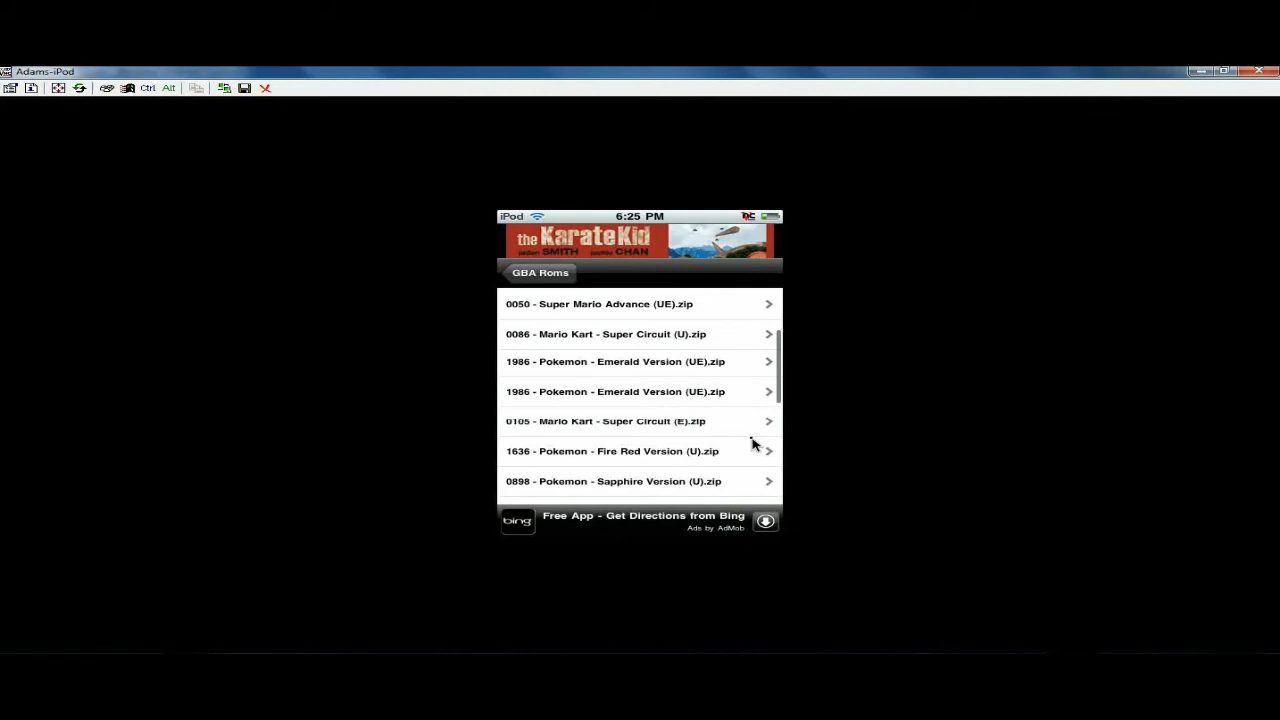 Adams-iPod
Ctrl Alt
iPod 6:25 PM
the KarateKid
jaden SMITH jackie CHAN
GBA Roms
0050 - Super Mario Advance (UE).zip
0086 - Mario Kart - Super Circuit (U).zip
1986 - Pokemon - Emerald Version (UE).zip
1986 - Pokemon - Emerald Version (UE).zip
0105 - Mario Kart - Super Circuit (E).zip
1636 - Pokemon - Fire Red Version (U).zip
0898 - Pokemon - Sapphire Version (U).zip
bing
Free App - Get Directions from Bing
Ads by AdMob